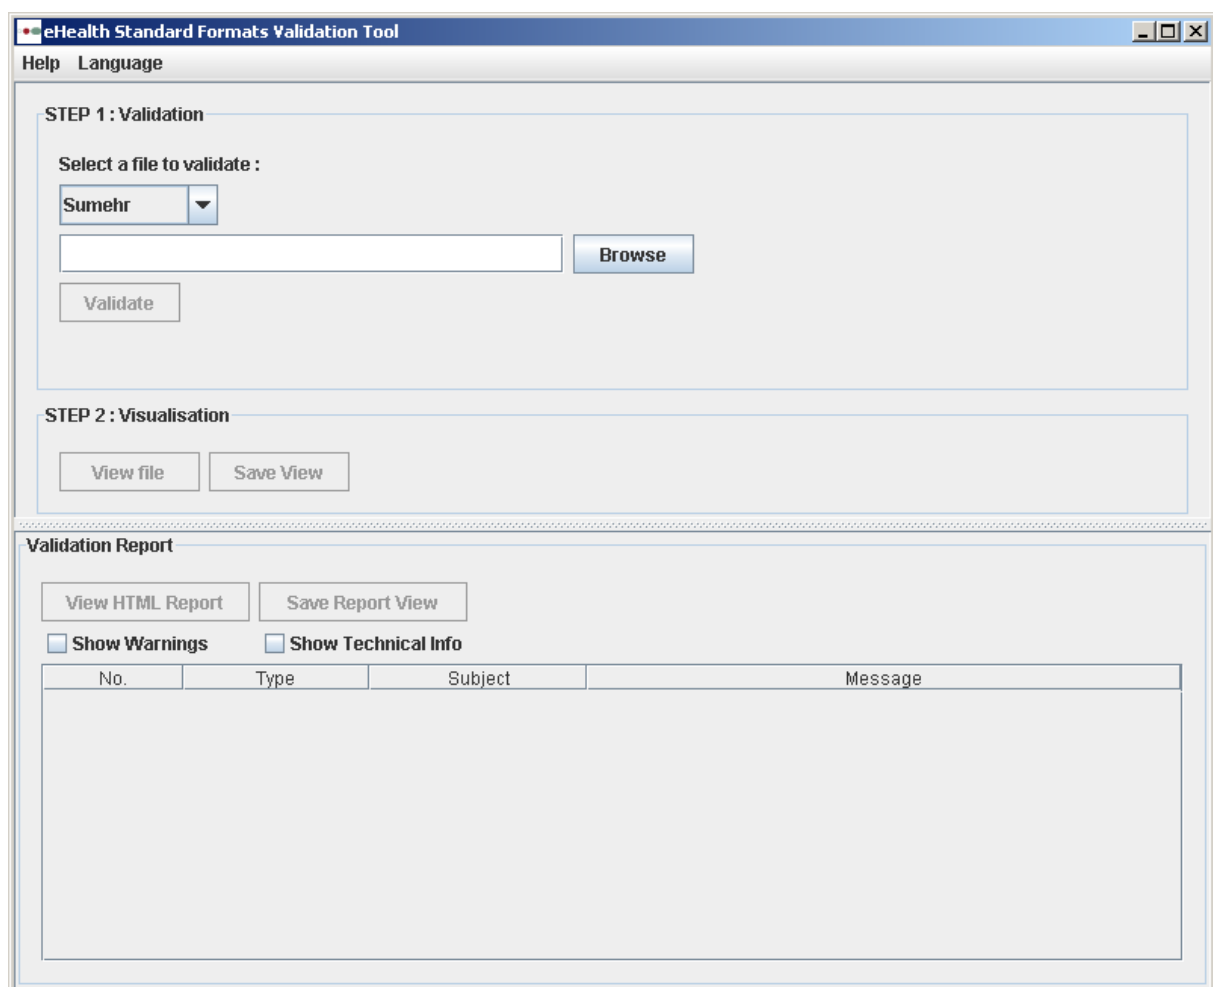 eHealth Standard Formats Validation Tool
Help Language
STEP 1 : Validation
Select a file to validate :
Sumehr
Browse
Validate
STEP 2 : Visualisation
View file Save View
Validation Report
View HTML Report Save Report View
Show Warnings Show Technical Info
No. Type Subject Message